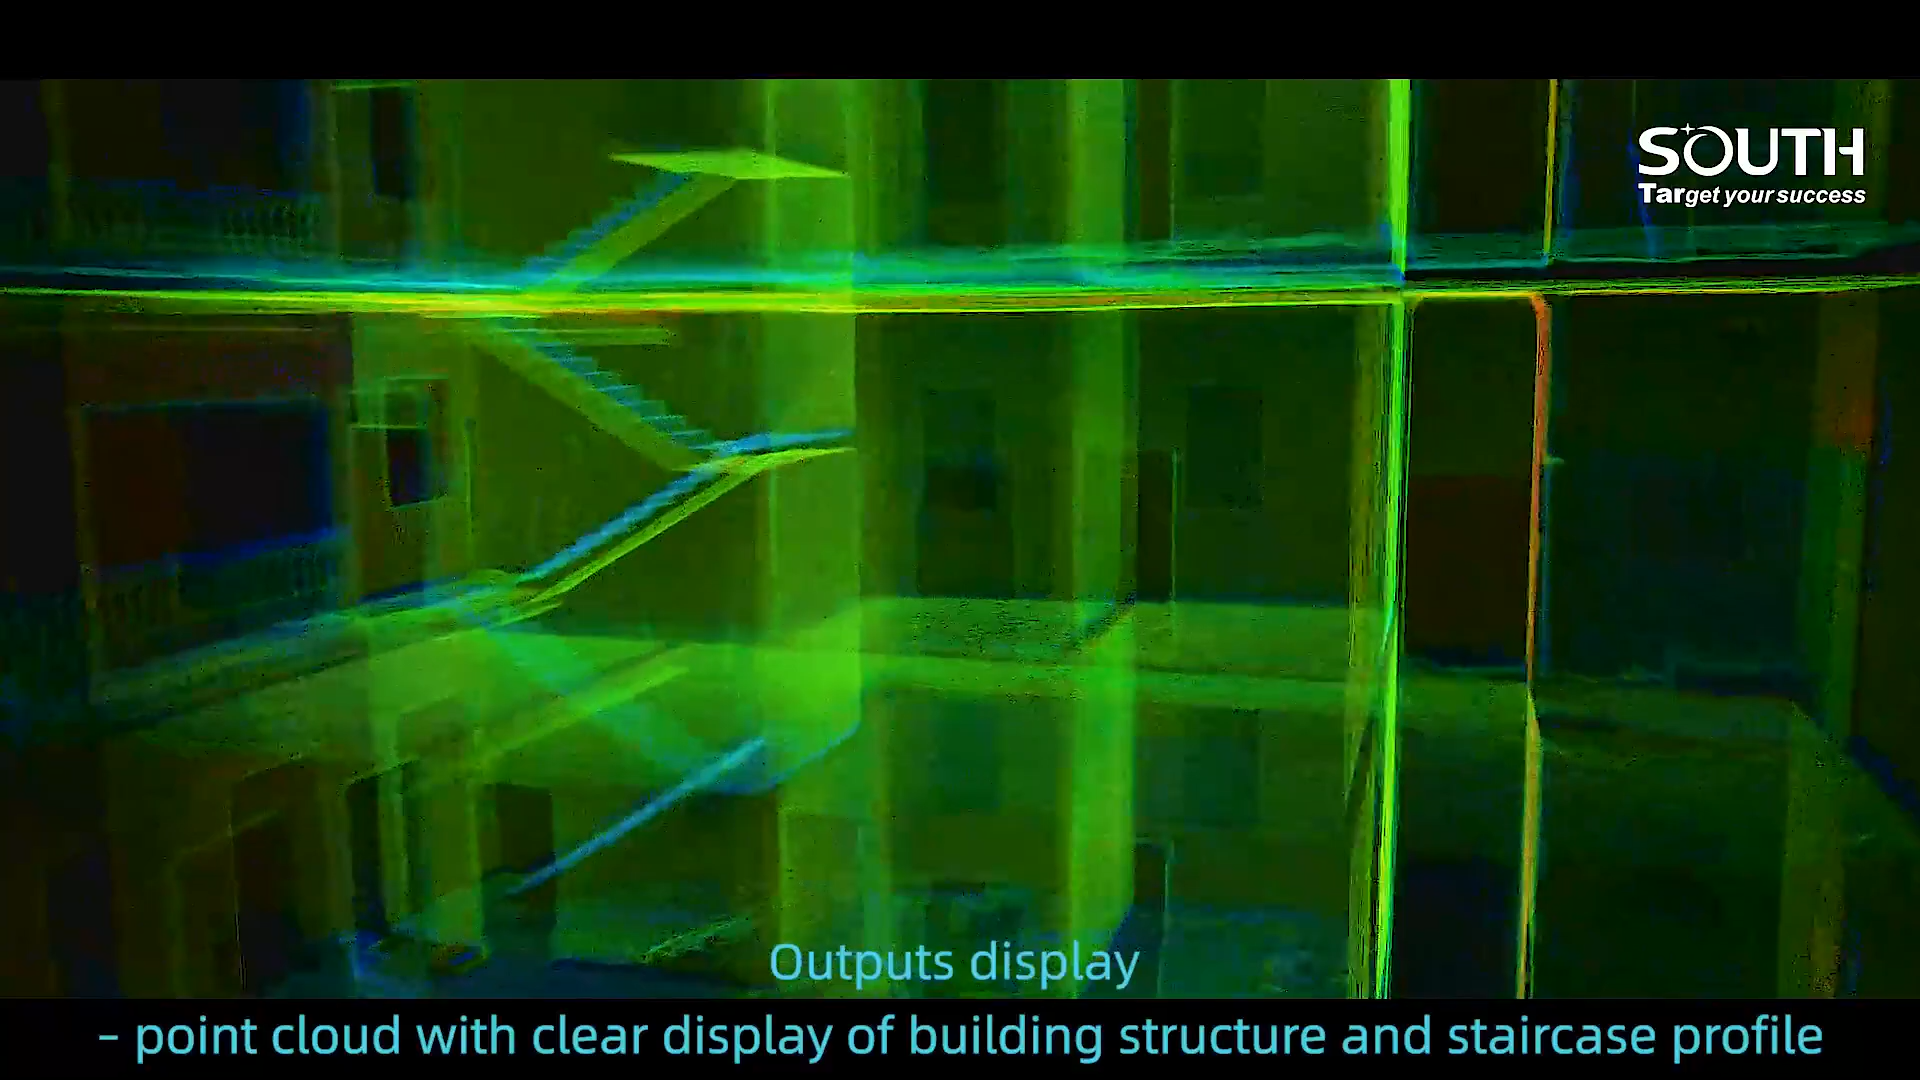 SOUTH
Target your success
Outputs display
– point cloud with clear display of building structure and staircase profile